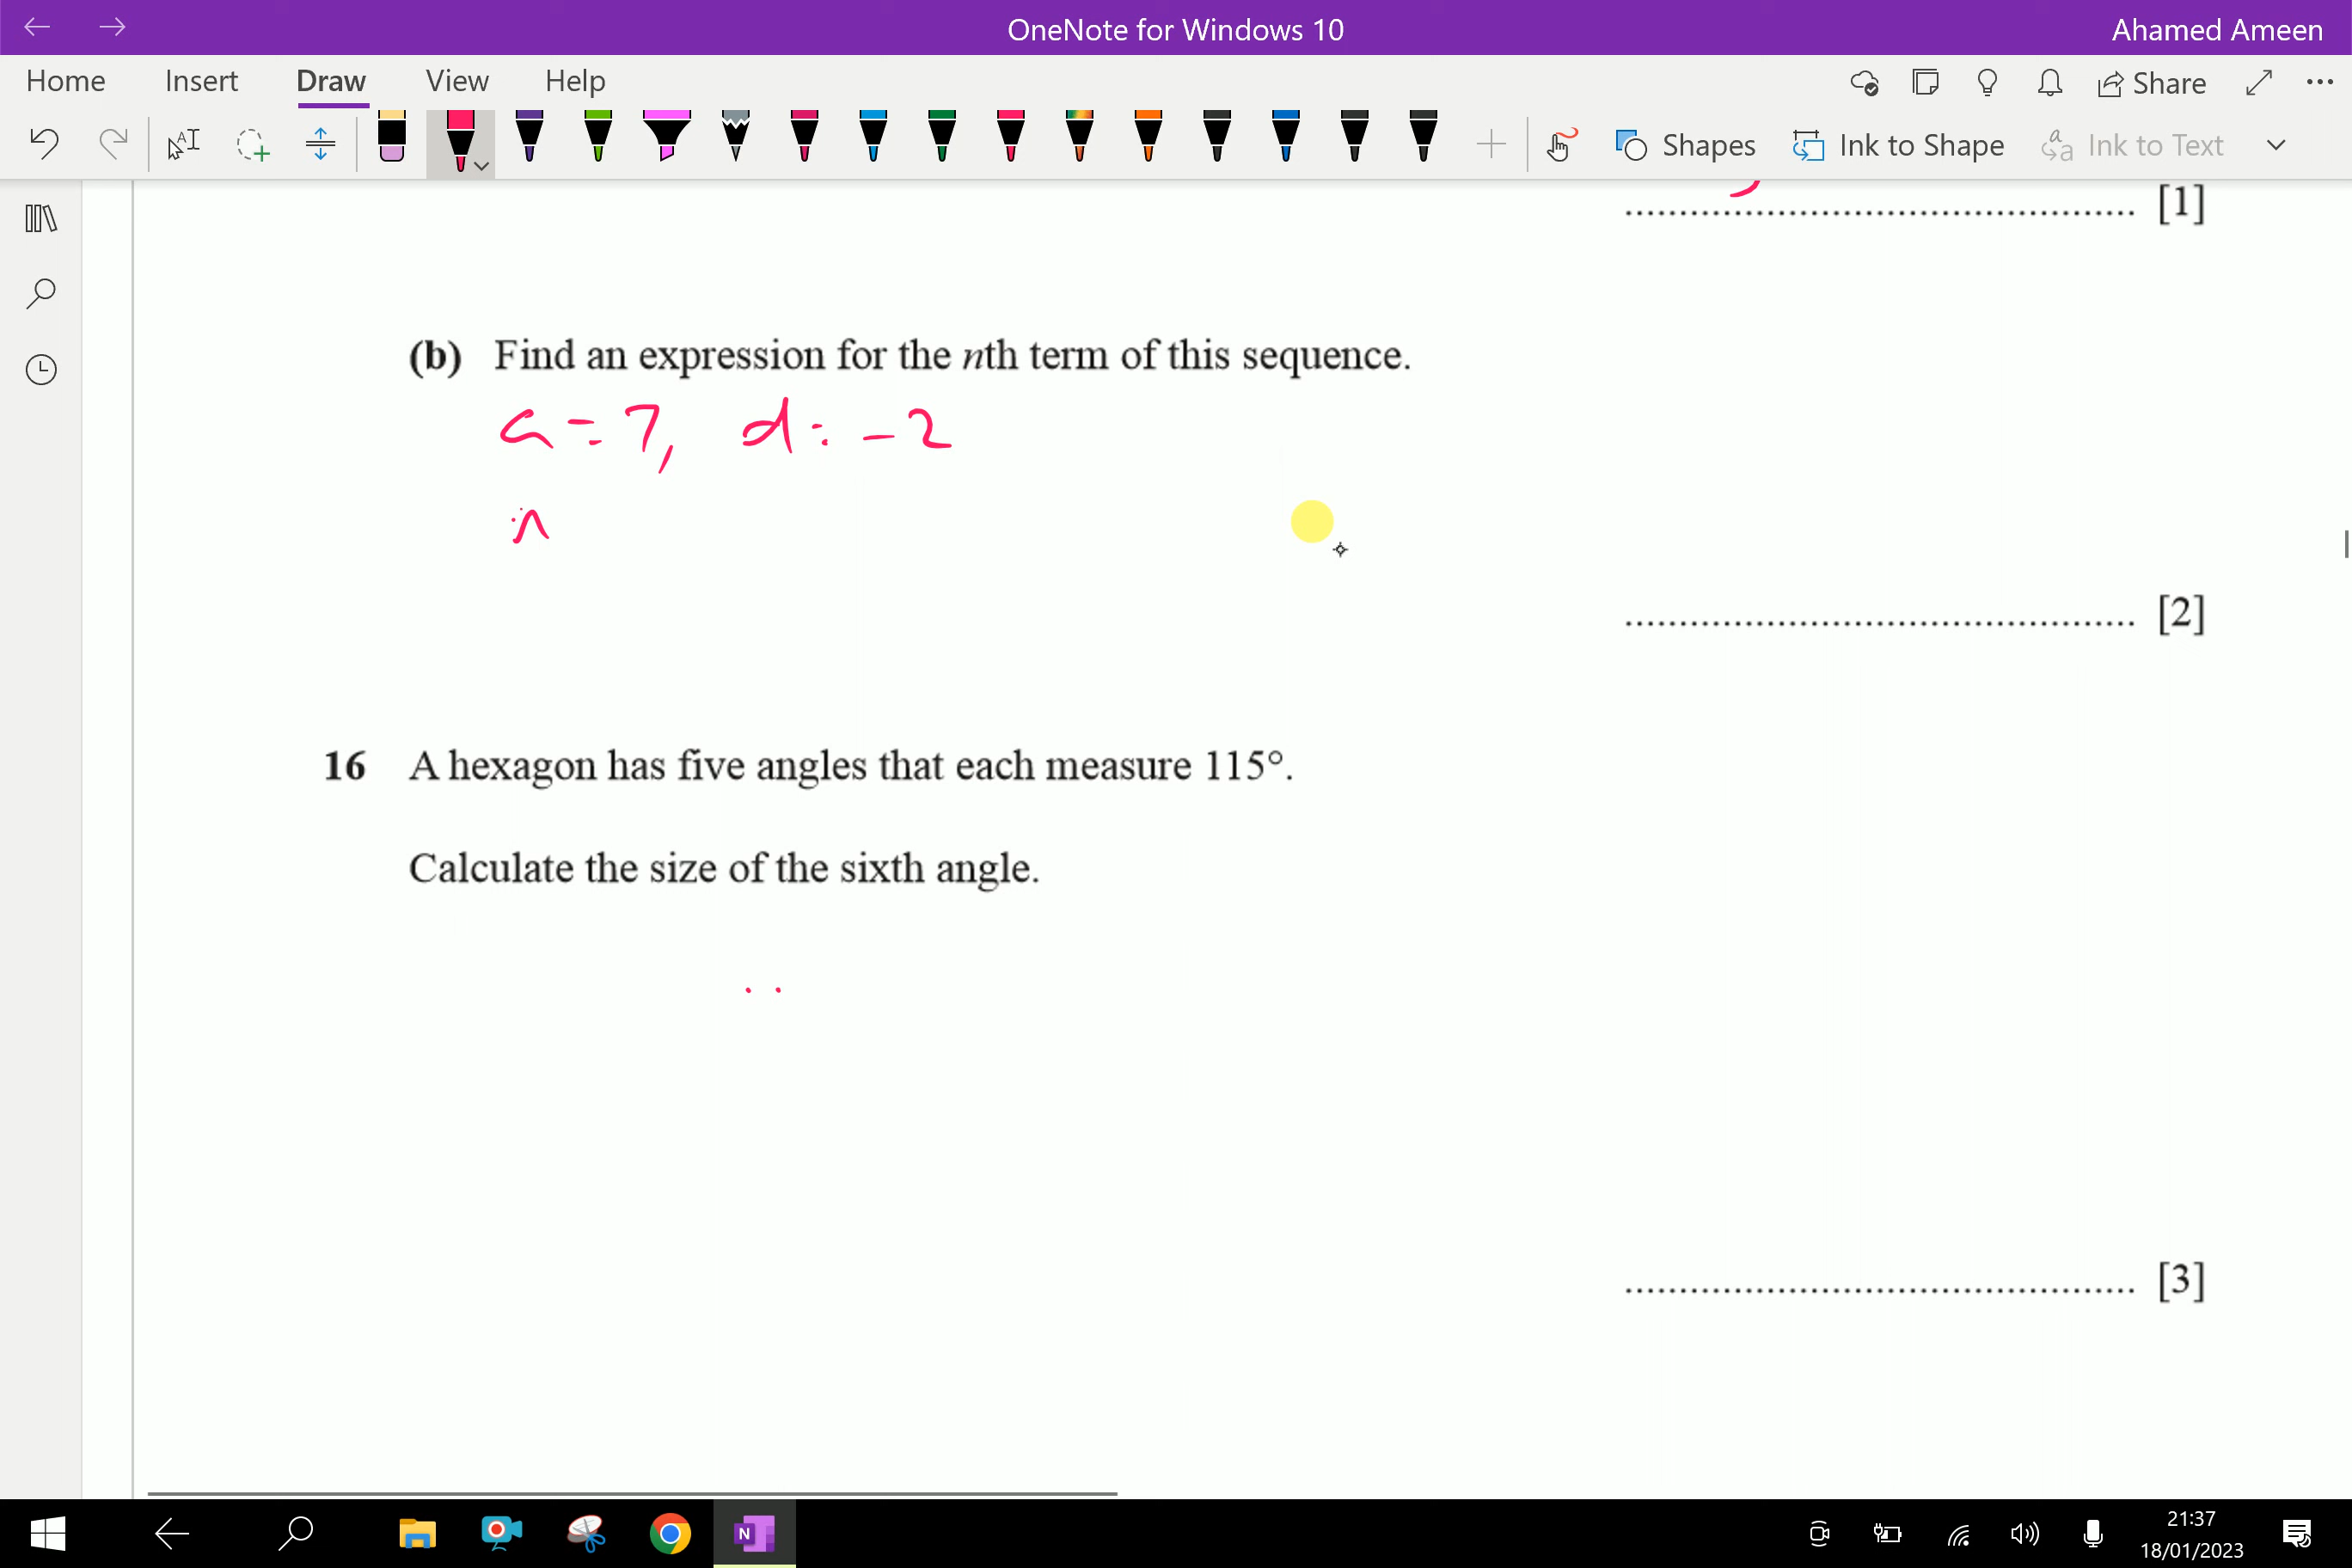 OneNote for Windows 10
Ahamed Ameen
Home Insert Draw View Help
Share
Shapes Ink to Shape Ink to Text
[1]
(b) Find an expression for the nth term of this sequence.
a = 7, d : -2
n
[2]
16 A hexagon has five angles that each measure 115°.
Calculate the size of the sixth angle.
[3]
21:37
18/01/2023